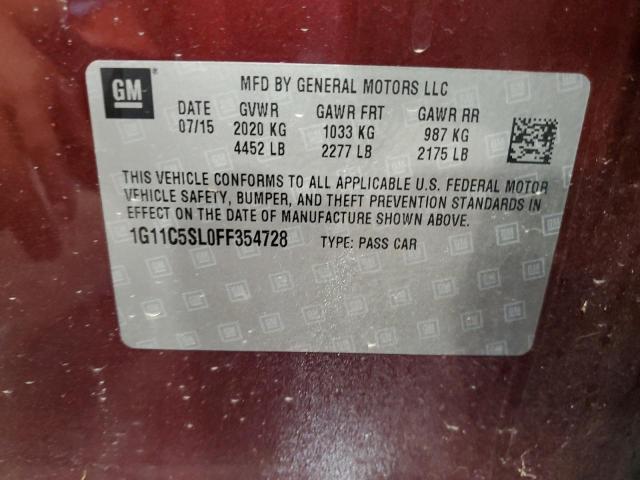 GM
MFD BY GENERAL MOTORS LLC
DATE GVWR GAWR FRT GAWR RR
07/15 2020 KG 1033 KG 987 KG
4452 LB 2277 LB 2175 LB
THIS VEHICLE CONFORMS TO ALL APPLICABLE U.S. FEDERAL MOTOR
VEHICLE SAFETY, BUMPER, AND THEFT PREVENTION STANDARDS IN
EFFECT ON THE DATE OF MANUFACTURE SHOWN ABOVE.
1G11C5SL0FF354728 TYPE: PASS CAR